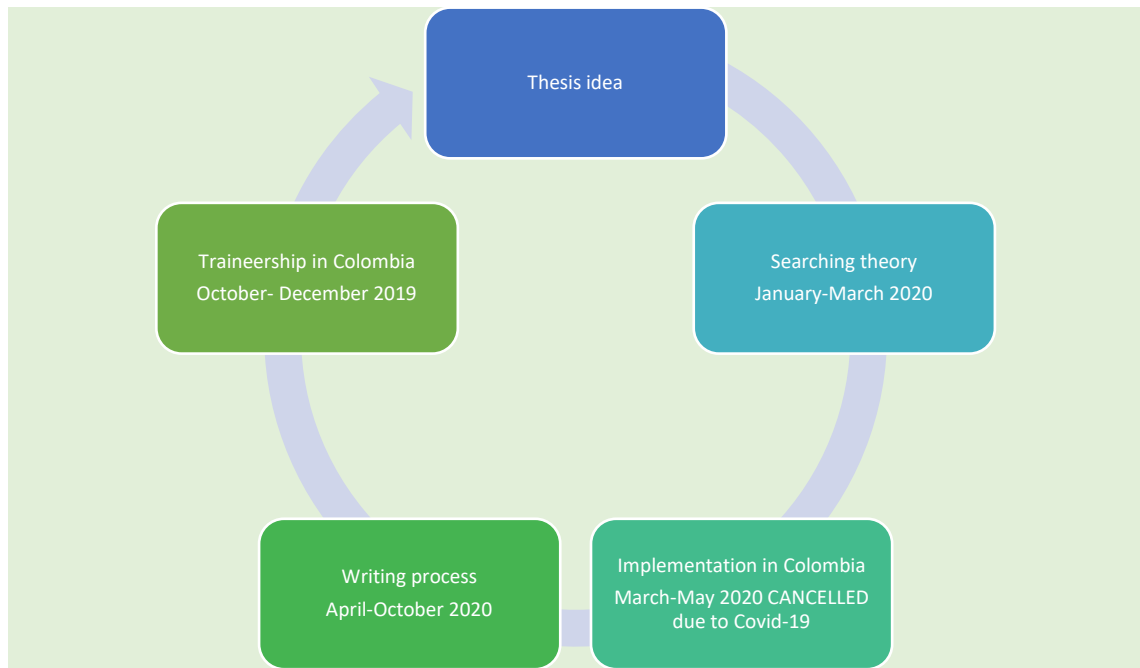 Thesis idea
Traineeship in Colombia
October- December 2019
Searching theory
January-March 2020
Writing process
April-October 2020
Implementation in Colombia
March-May 2020 CANCELLED
due to Covid-19